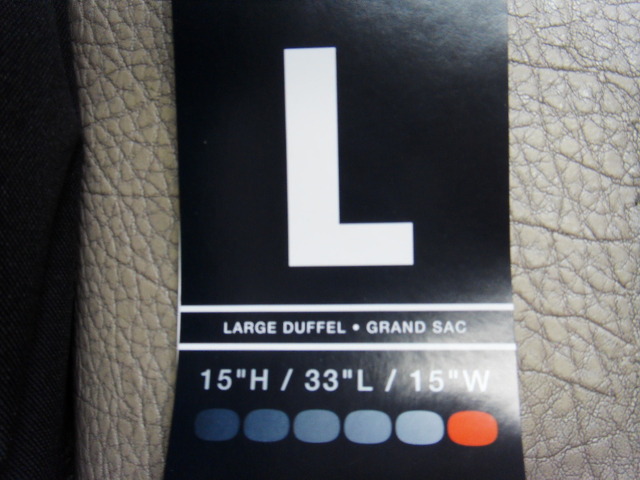 L
LARGE DUFFEL • GRAND SAC
15"H / 33"L / 15"W